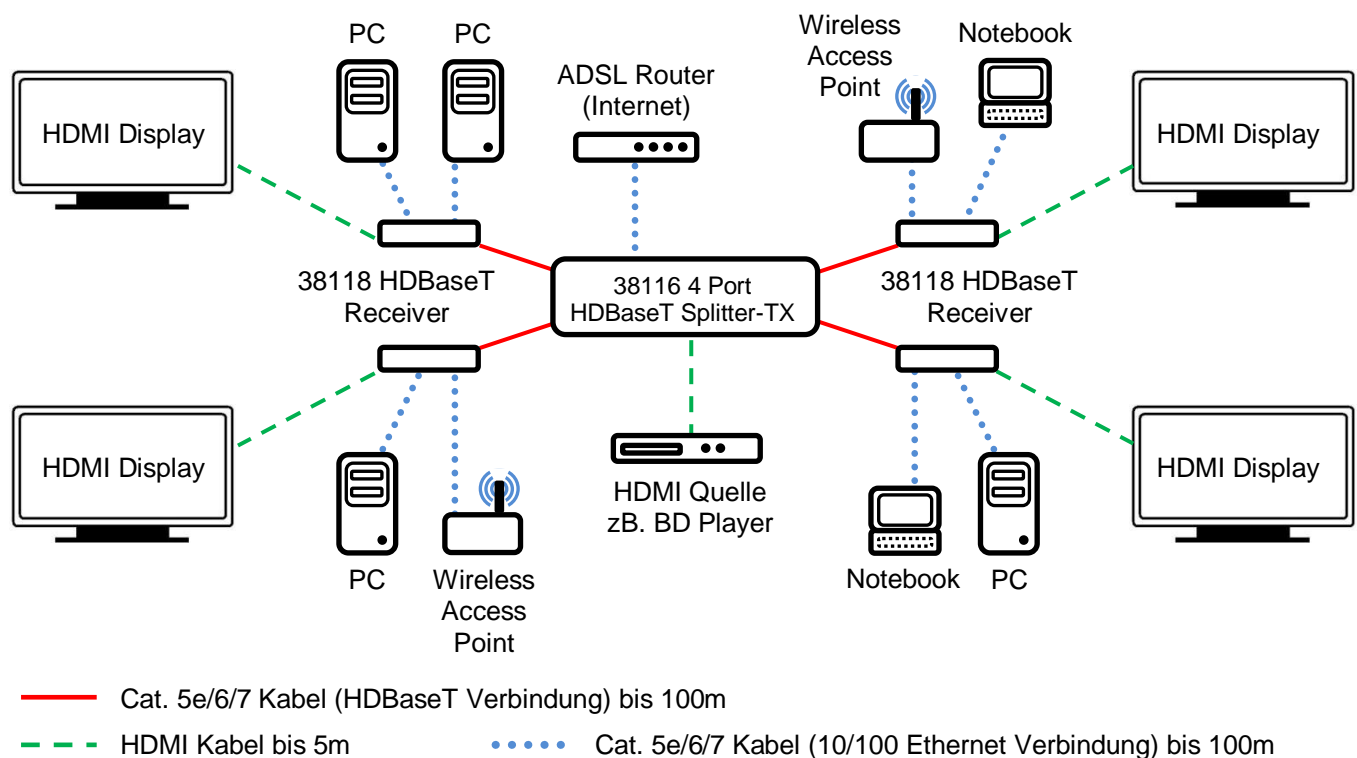 PC
PC
ADSL Router
(Internet)
Wireless
Access
Point
Notebook
HDMI Display
HDMI Display
38118 HDBaseT
Receiver
38116 4 Port
HDBaseT Splitter-TX
38118 HDBaseT
Receiver
HDMI Display
HDMI Display
HDMI Quelle
zB. BD Player
PC
Wireless
Access
Point
Notebook
PC
Cat. 5e/6/7 Kabel (HDBaseT Verbindung) bis 100m
HDMI Kabel bis 5m
Cat. 5e/6/7 Kabel (10/100 Ethernet Verbindung) bis 100m